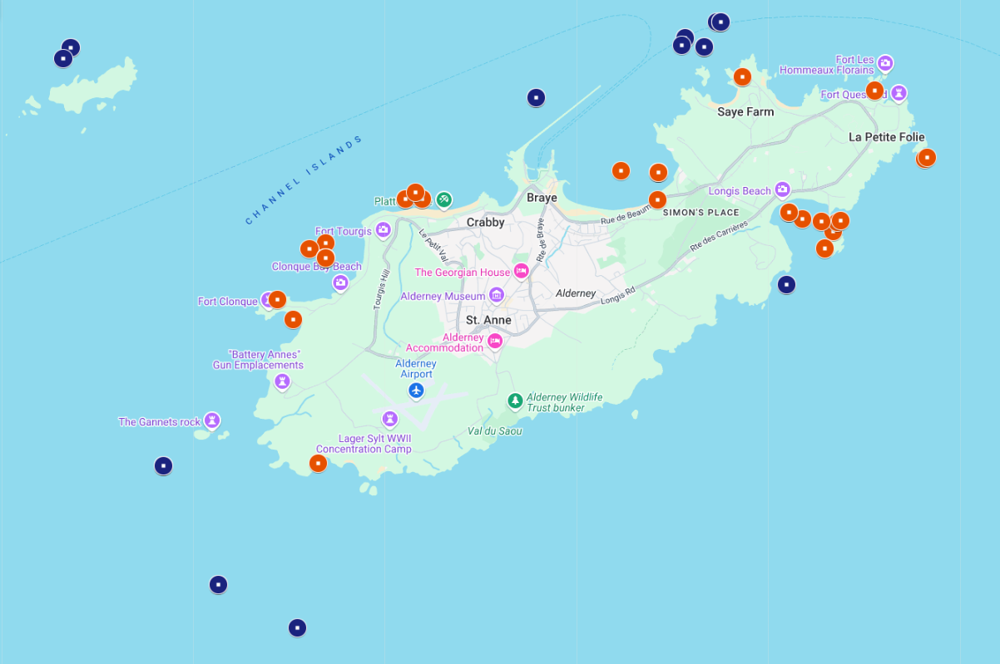 Fort Les
Hommeaux Florains
Fort Ques
Saye Farm
La Petite Folie
CHANNEL ISLANDS
Longis Beach
Braye
Platt
SIMON'S PLACE
Rue de Beaum
Crabby
Rte de Braye
Fort Tourgis
Le Petit Val
Rte des Carrières
Clonque Bay Beach
The Georgian House
Tourgis Hill
Alderney Museum
Alderney
Longis Rd
Fort Clonque
St. Anne
Alderney
Accommodation
"Battery Annes"
Gun Emplacements
Alderney
Airport
Alderney Wildlife
Trust bunker
The Gannets rock
Val du Saou
Lager Sylt WWII
Concentration Camp